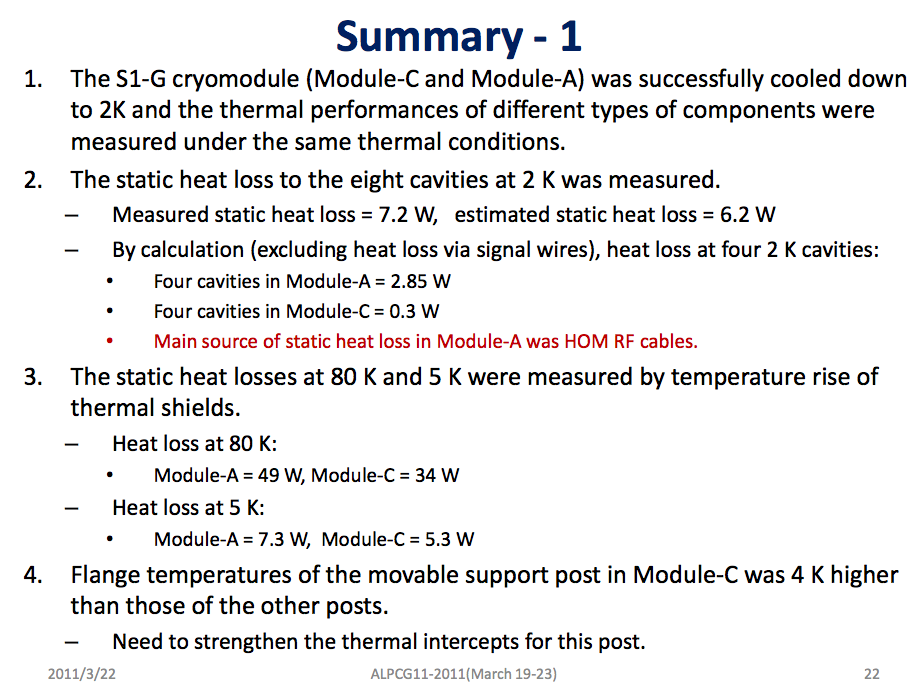 Summary - 1
1. The S1-G cryomodule (Module-C and Module-A) was successfully cooled down
to 2K and the thermal performances of different types of components were
measured under the same thermal conditions.
2. The static heat loss to the eight cavities at 2 K was measured.
– Measured static heat loss = 7.2 W, estimated static heat loss = 6.2 W
– By calculation (excluding heat loss via signal wires), heat loss at four 2 K cavities:
• Four cavities in Module-A = 2.85 W
• Four cavities in Module-C = 0.3 W
• Main source of static heat loss in Module-A was HOM RF cables.
3. The static heat losses at 80 K and 5 K were measured by temperature rise of
thermal shields.
– Heat loss at 80 K:
• Module-A = 49 W, Module-C = 34 W
– Heat loss at 5 K:
• Module-A = 7.3 W, Module-C = 5.3 W
4. Flange temperatures of the movable support post in Module-C was 4 K higher
than those of the other posts.
– Need to strengthen the thermal intercepts for this post.
2011/3/22 ALPCG11-2011(March 19-23) 22